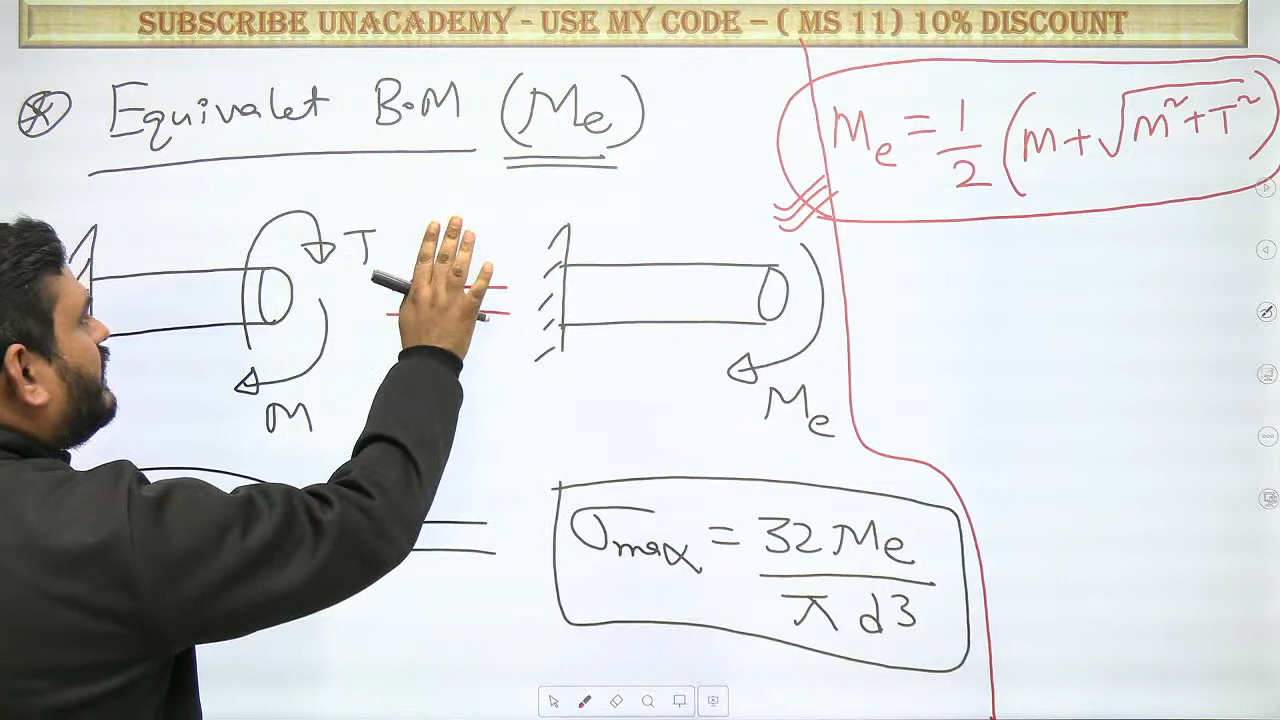 SUBSCRIBE UNACADEMY - USE MY CODE – ( MS 11) 10% DISCOUNT
Equivalet B.M (Me)
Me = 1/2 (M + √M² + T²)
T
M
Me
σmax = 32 Me / π d3